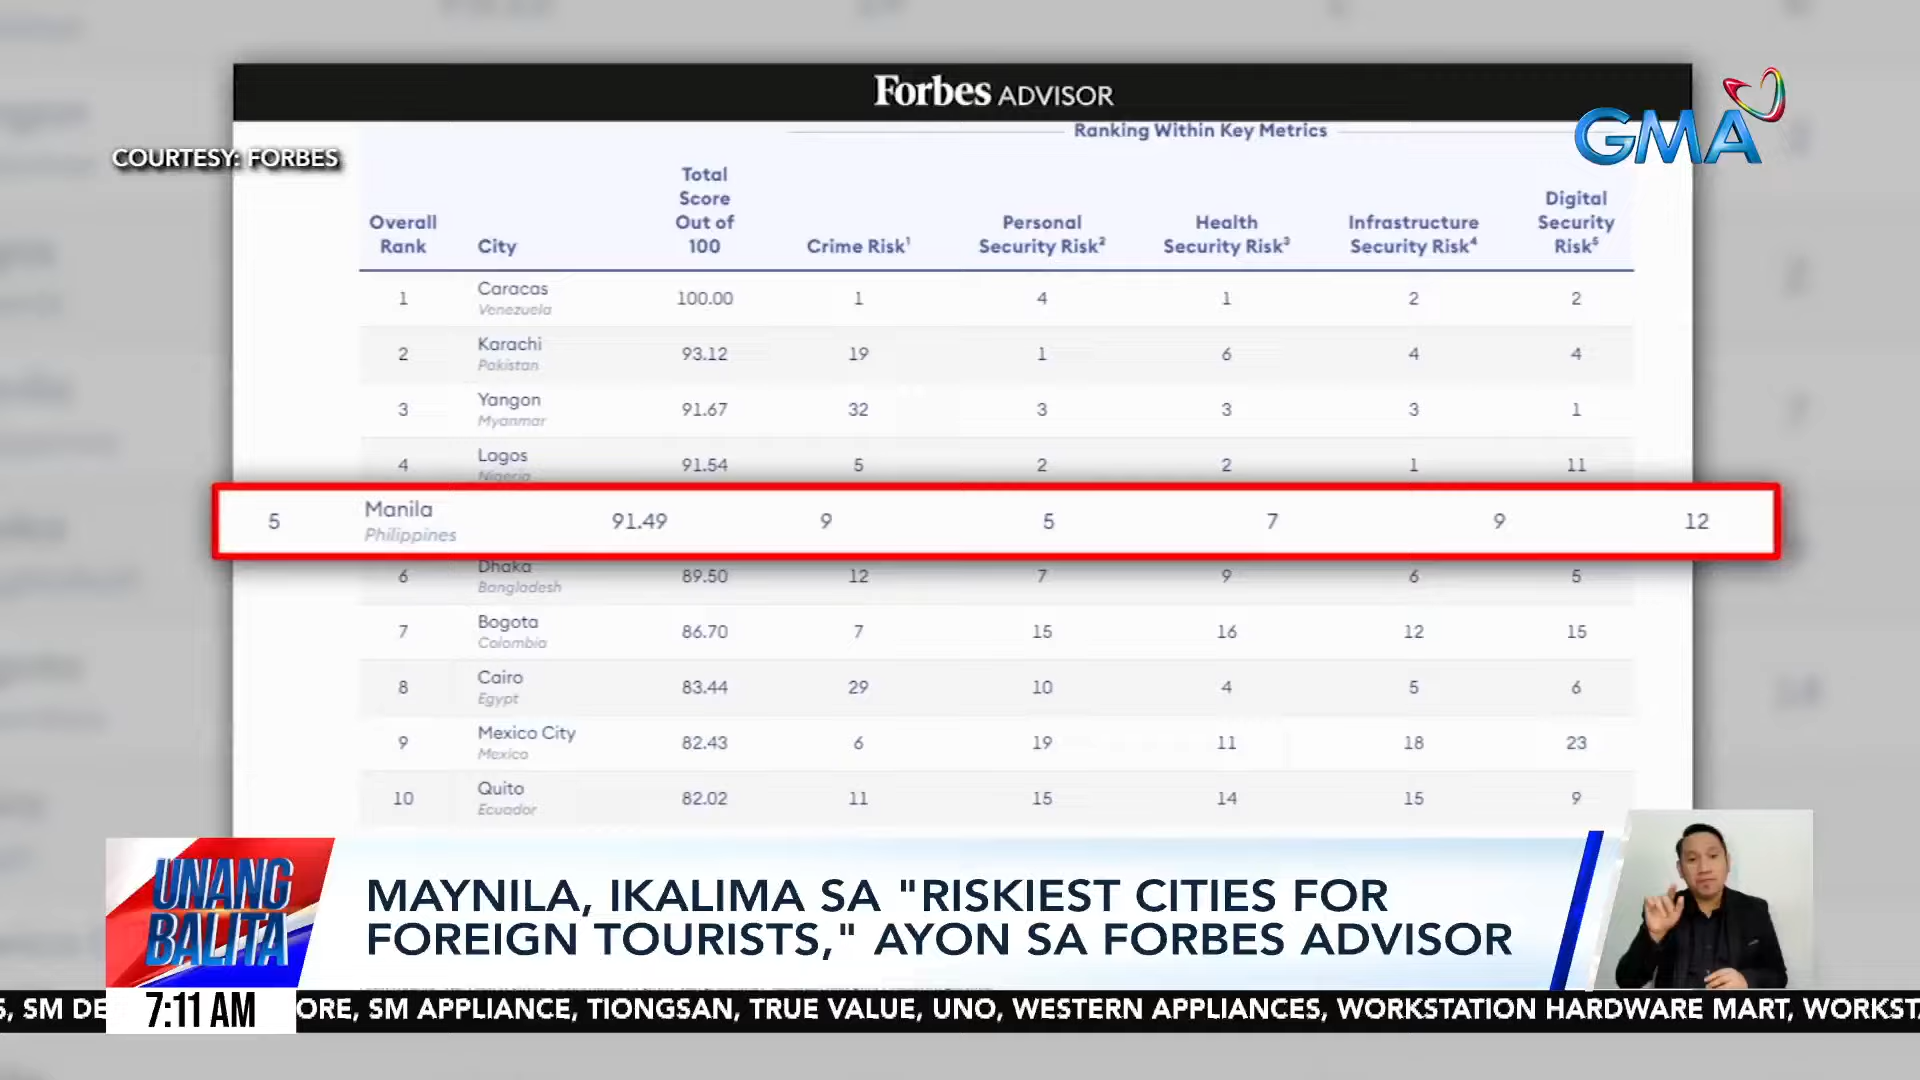 Forbes ADVISOR
GMA
COURTESY: FORBES
Ranking Within Key Metrics
Overall Rank City Total Score Out of 100 Crime Risk¹ Personal Security Risk² Health Security Risk³ Infrastructure Security Risk⁴ Digital Security Risk⁵
1 Caracas 100.00 1 4 1 2 2
Venezuela
2 Karachi 93.12 19 1 6 4 4
Pakistan
3 Yangon 91.67 32 3 3 3 1
Myanmar
4 Lagos 91.54 5 2 2 1 11
Nigeria
5 Manila 91.49 9 5 7 9 12
Philippines
6 Dhaka 89.50 12 7 9 6 5
Bangladesh
7 Bogota 86.70 7 15 16 12 15
Colombia
8 Cairo 83.44 29 10 4 5 6
Egypt
9 Mexico City 82.43 6 19 11 18 23
Mexico
10 Quito 82.02 11 15 14 15 9
Ecuador
UNANG
BALITA
MAYNILA, IKALIMA SA "RISKIEST CITIES FOR
FOREIGN TOURISTS," AYON SA FORBES ADVISOR
7:11 AM
S, SM DE ORE, SM APPLIANCE, TIONGSAN, TRUE VALUE, UNO, WESTERN APPLIANCES, WORKSTATION HARDWARE MART, WORKST